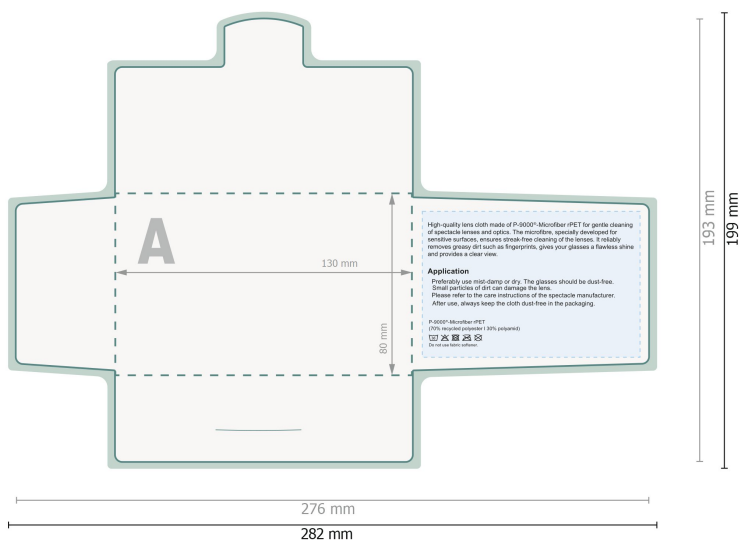 A
130 mm
80 mm
High-quality lens cloth made of P-9000®-Microfiber rPET for gentle cleaning
of spectacle lenses and optics. The microfibre, specially developed for
sensitive surfaces, ensures streak-free cleaning of the lenses. It reliably
removes greasy dirt such as fingerprints, gives your glasses a flawless shine
and provides a clear view.
Application
Preferably use mist-damp or dry. The glasses should be dust-free.
Small particles of dirt can damage the lens.
Please refer to the care instructions of the spectacle manufacturer.
After use, always keep the cloth dust-free in the packaging.
P-9000®-Microfiber rPET
(70% recycled polyester I 30% polyamid)
Do not use fabric softener.
193 mm
199 mm
276 mm
282 mm